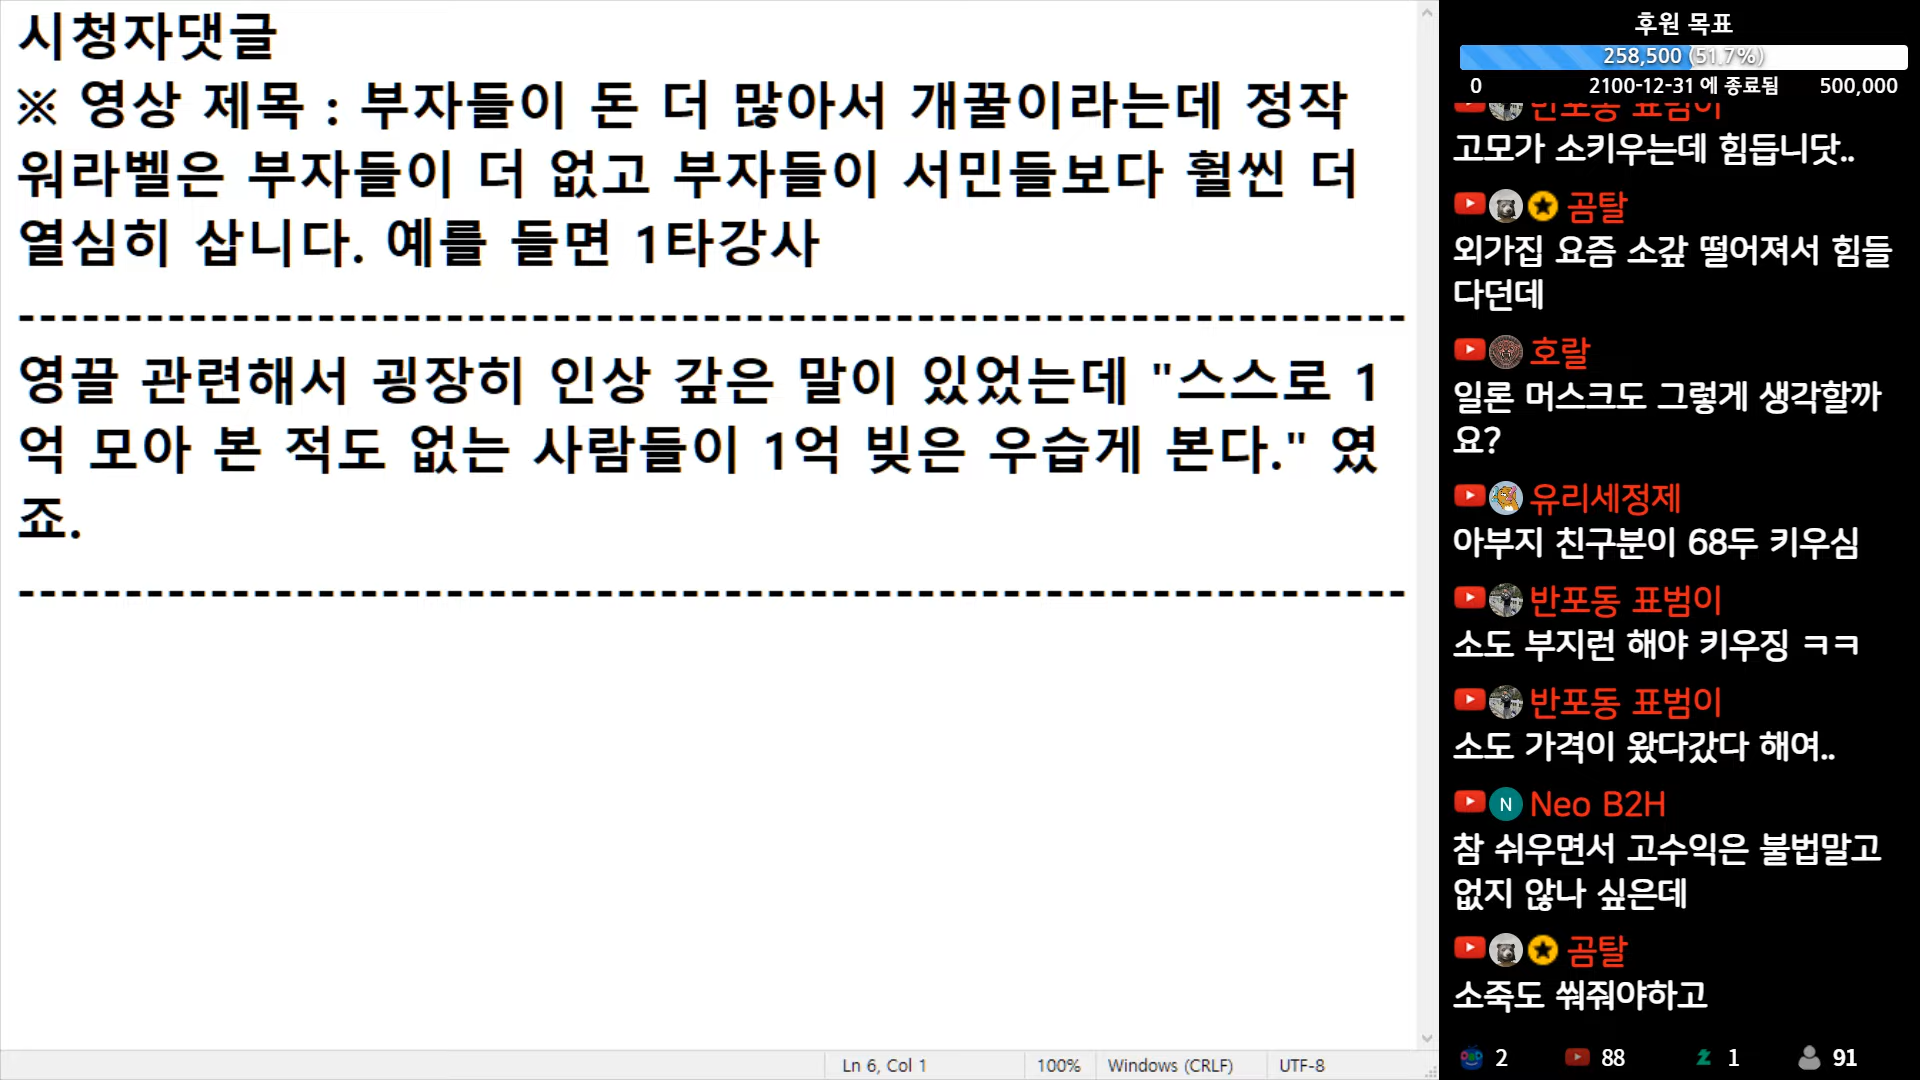 시청자댓글
※ 영상 제목 : 부자들이 돈 더 많아서 개꿀이라는데 정작
워라벨은 부자들이 더 없고 부자들이 서민들보다 훨씬 더
열심히 삽니다. 예를 들면 1타강사
-----------------------------------------------------------------
영끌 관련해서 굉장히 인상 갚은 말이 있었는데 "스스로 1
억 모아 본 적도 없는 사람들이 1억 빚은 우습게 본다." 였
죠.
-----------------------------------------------------------------
Ln 6, Col 1
100%
Windows (CRLF)
UTF-8
후원 목표
258,500 (51.7%)
0 2100-12-31 에 종료됨 500,000
반포동 표범이
고모가 소키우는데 힘듭니닷..
곰탈
외가집 요즘 소값 떨어져서 힘들
다던데
호랄
일론 머스크도 그렇게 생각할까
요?
유리세정제
아부지 친구분이 68두 키우심
반포동 표범이
소도 부지런 해야 키우징 ㅋㅋ
반포동 표범이
소도 가격이 왔다갔다 해여..
N Neo B2H
참 쉬우면서 고수익은 불법말고
없지 않나 싶은데
곰탈
소죽도 쒀줘야하고
2 88 1 91